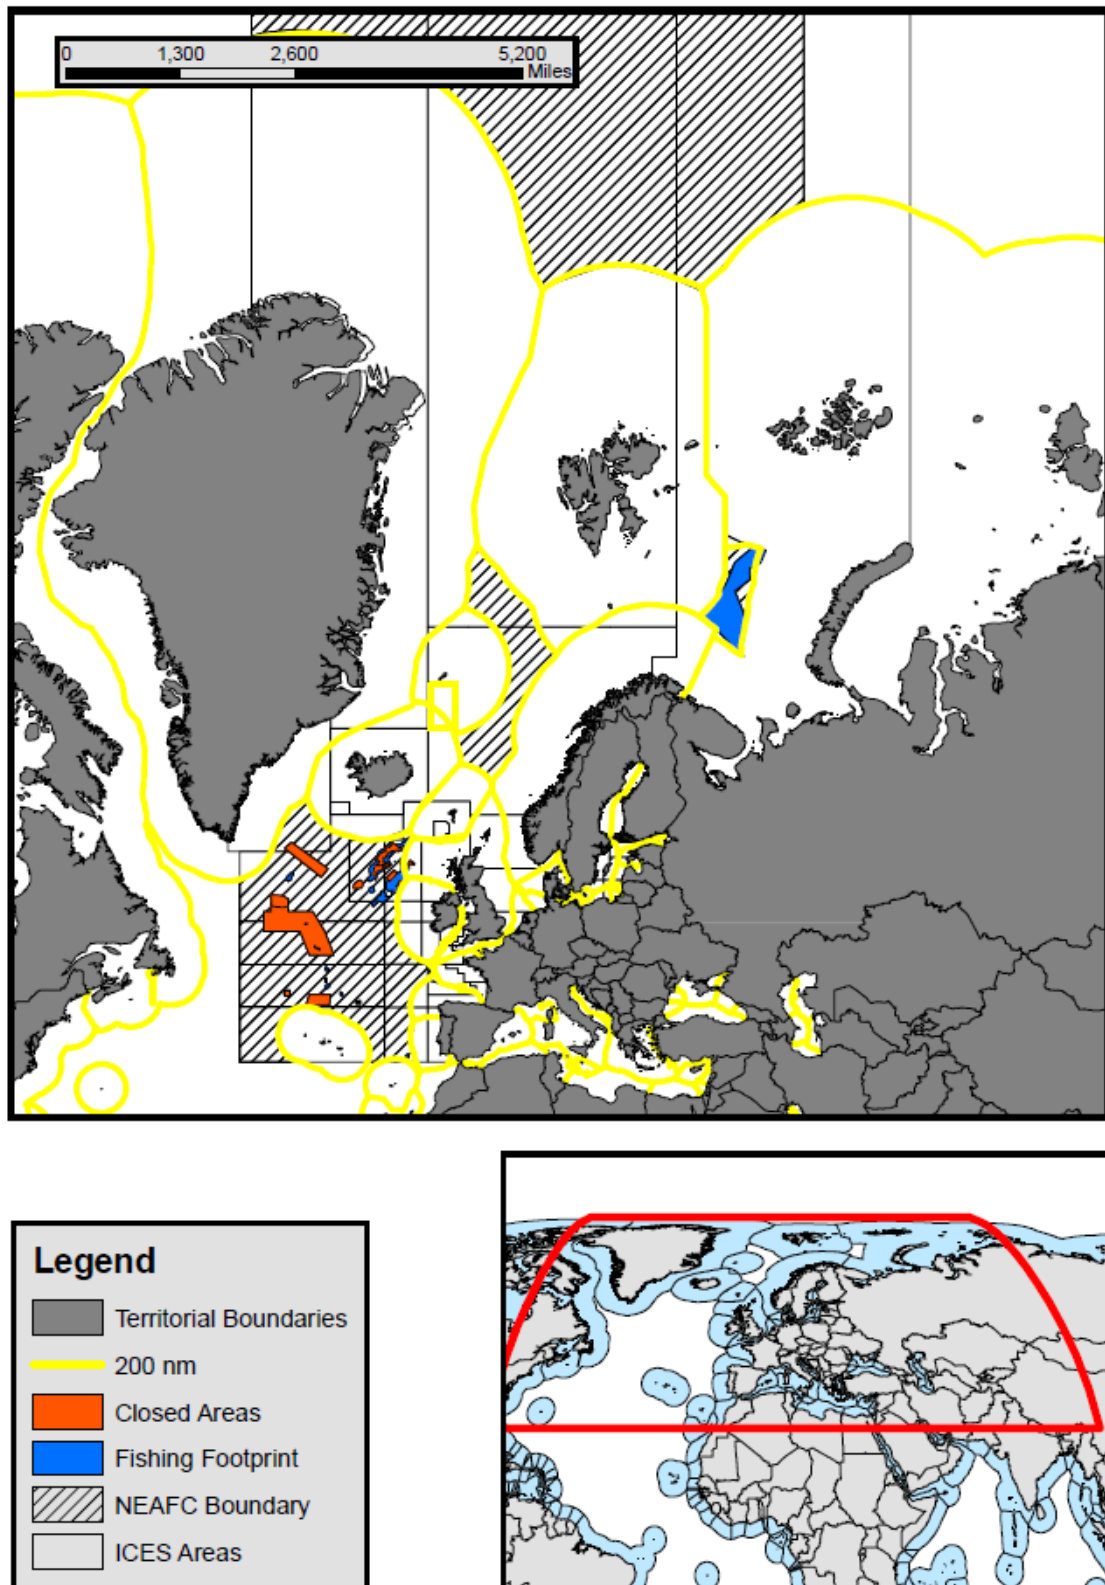 0 1,300 2,600 5,200
Miles
Legend
Territorial Boundaries
200 nm
Closed Areas
Fishing Footprint
NEAFC Boundary
ICES Areas